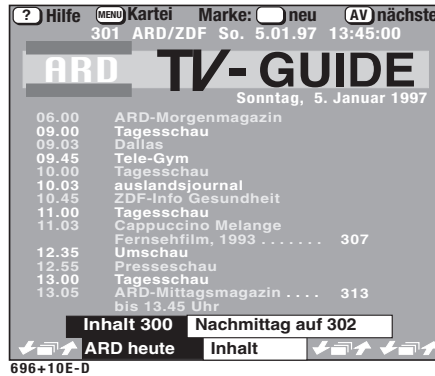 ? Hilfe MENU Kartei Marke: neu AV nächste
301 ARD/ZDF So. 5.01.97 13:45:00
ARD TV-GUIDE
Sonntag, 5. Januar 1997
06.00 ARD-Morgenmagazin
09.00 Tagesschau
09.03 Dallas
09.45 Tele-Gym
10.00 Tagesschau
10.03 auslandsjournal
10.45 ZDF-Info Gesundheit
11.00 Tagesschau
11.03 Cappuccino Melange
Fernsehfilm, 1993 ....... 307
12.35 Umschau
12.55 Presseschau
13.00 Tagesschau
13.05 ARD-Mittagsmagazin .... 313
bis 13.45 Uhr
Inhalt 300 Nachmittag auf 302
ARD heute Inhalt
696+10E-D